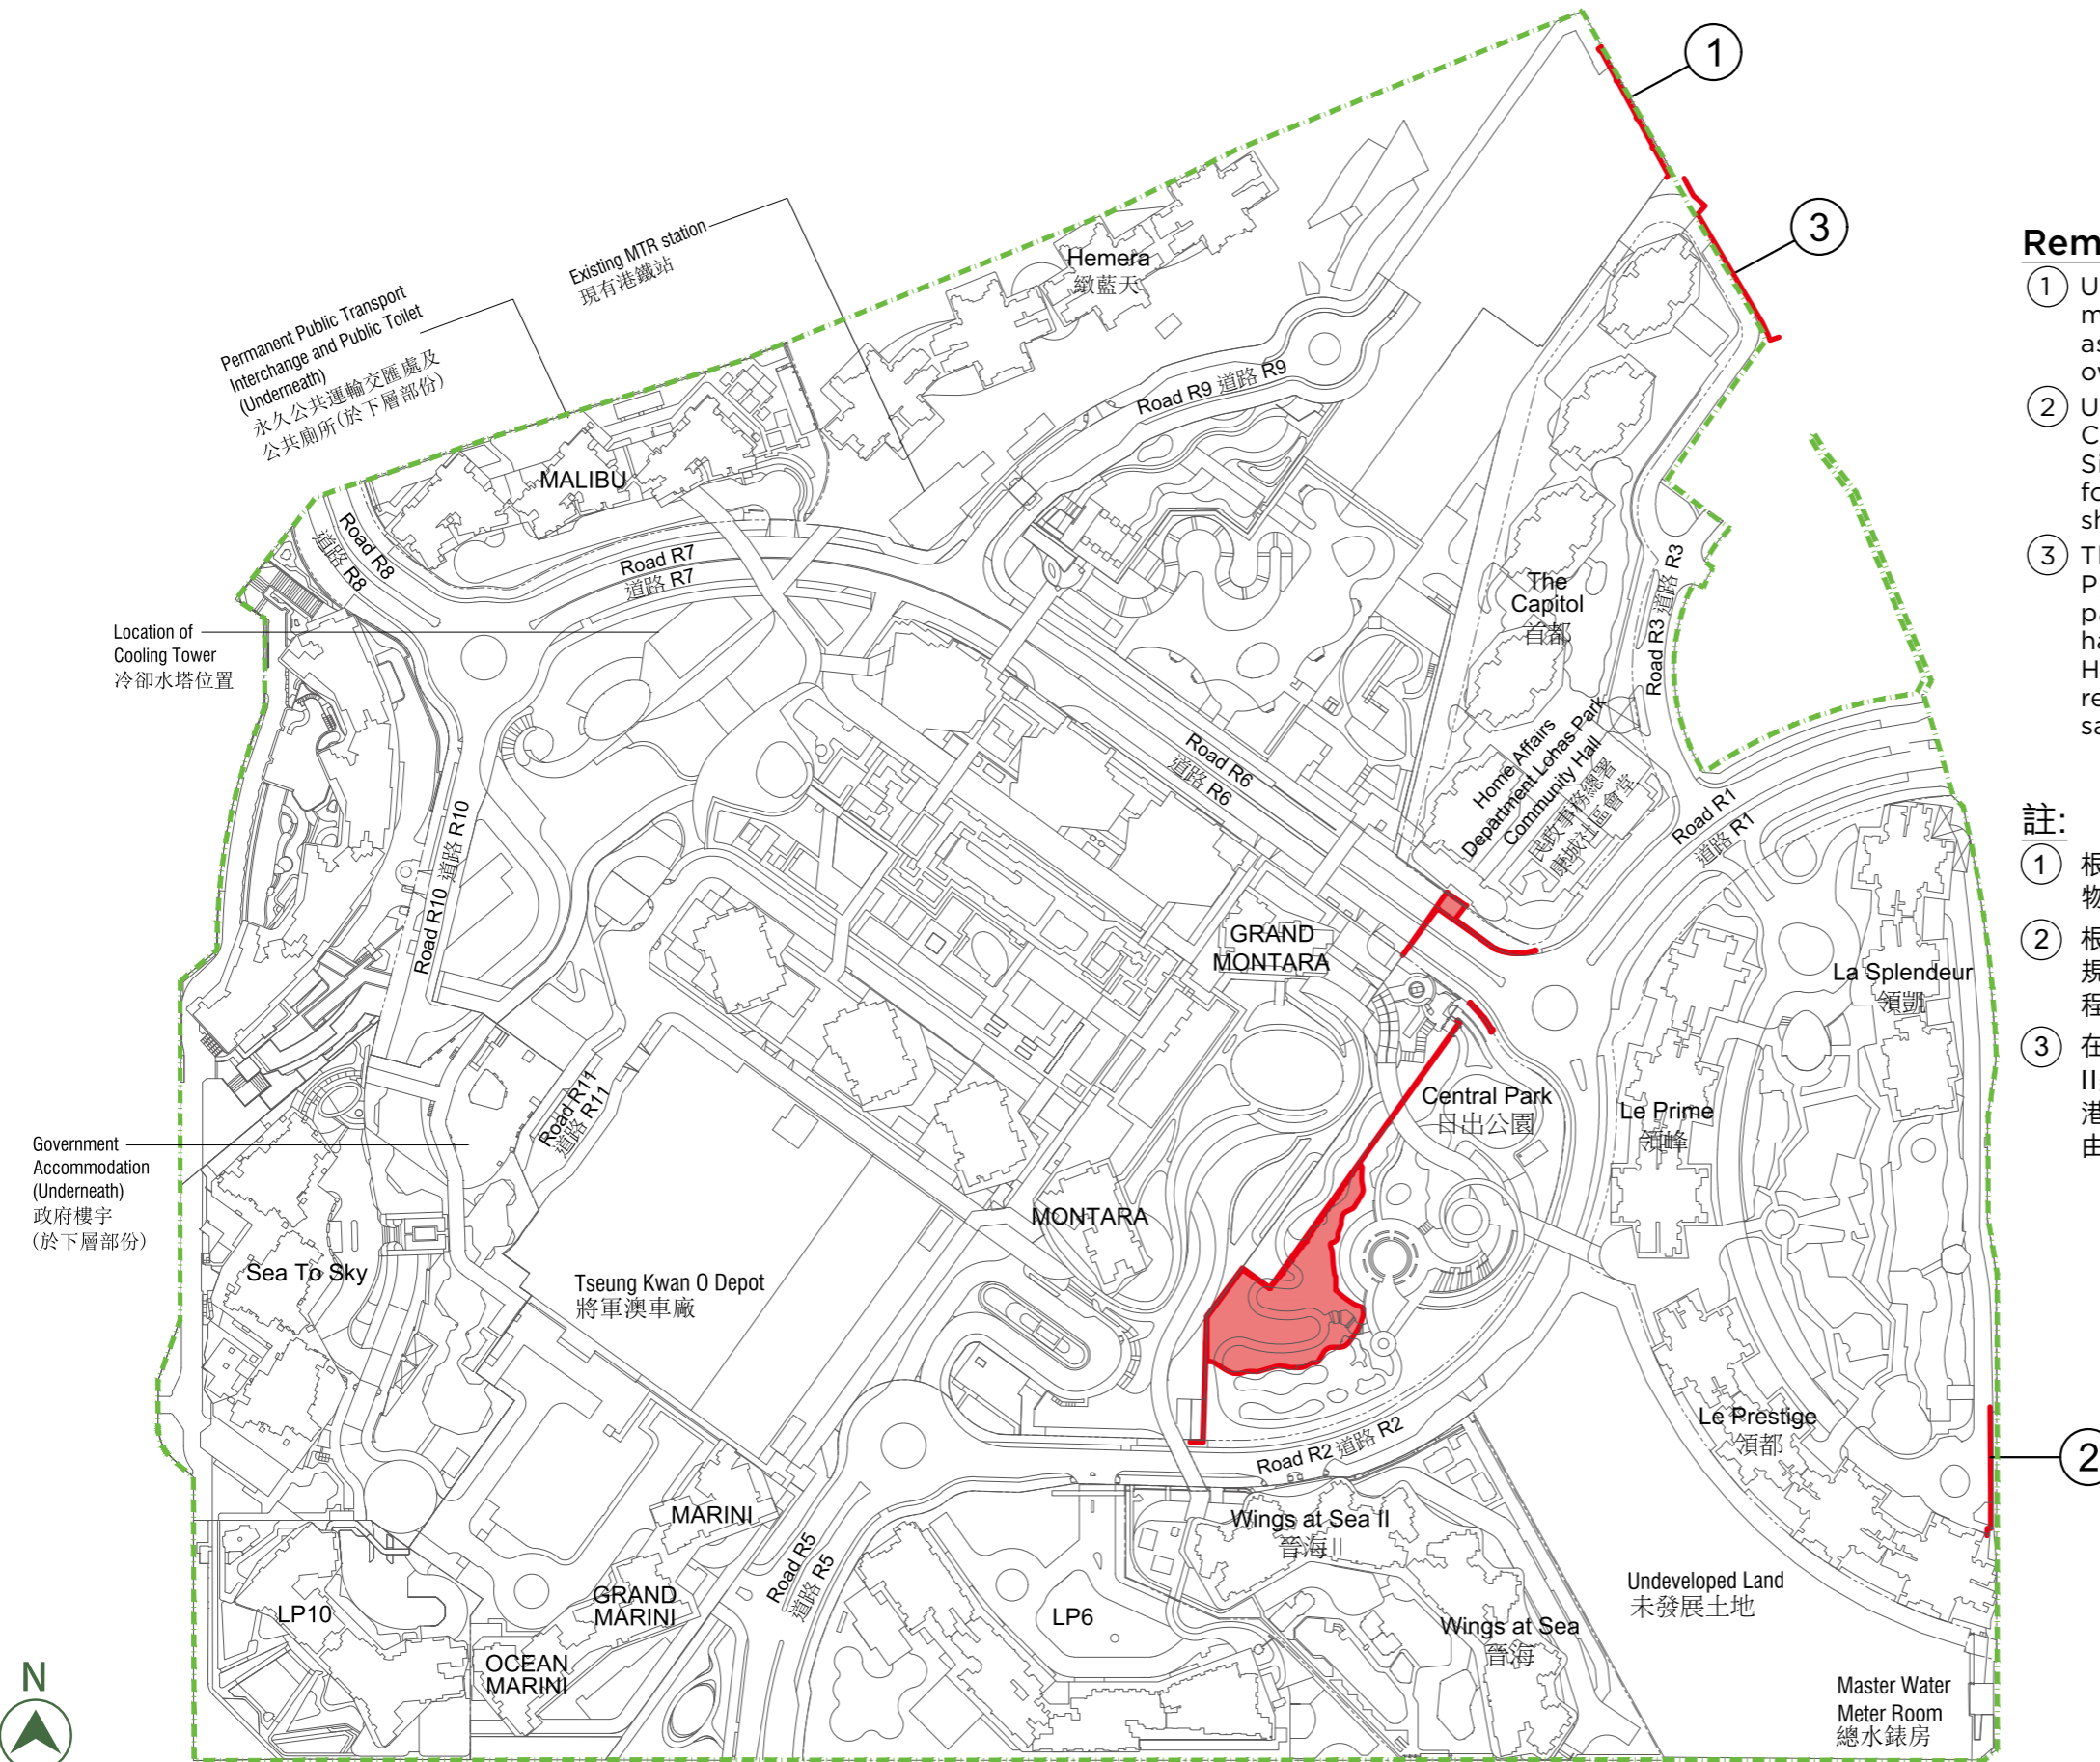 1
3
Existing MTR station
現有港鐵站
Permanent Public Transport
Interchange and Public Toilet
(Underneath)
永久公共運輸交匯處及
公共廁所(於下層部份)
Hemera
緻藍天
Road R9 道路 R9
MALIBU
Road R8
道路 R8
Road R7
道路 R7
Location of
Cooling Tower
冷卻水塔位置
The
Capitol
首都
Road R3 道路 R3
Home Affairs
Department Lohas Park
Community Hall
民政事務總署
康城社區會堂
Road R6
道路 R6
Road R1
道路 R1
Road R10 道路 R10
GRAND
MONTARA
La Splendeur
領凱
Central Park
日出公園
Le Prime
領峰
Road R11
道路 R11
Government
Accommodation
(Underneath)
政府樓宇
(於下層部份)
MONTARA
Sea To Sky
Tseung Kwan O Depot
將軍澳車廠
Le Prestige
領都
Road R2 道路 R2
2
MARINI
Wings at Sea II
晉海II
Road R5
道路 R5
GRAND
MARINI
LP10
LP6
Undeveloped Land
未發展土地
Wings at Sea
晉海
OCEAN
MARINI
Master Water
Meter Room
總水錶房
N
1
2
3
註:
1 根
物
2 根
規
程
3 在
II
港
由